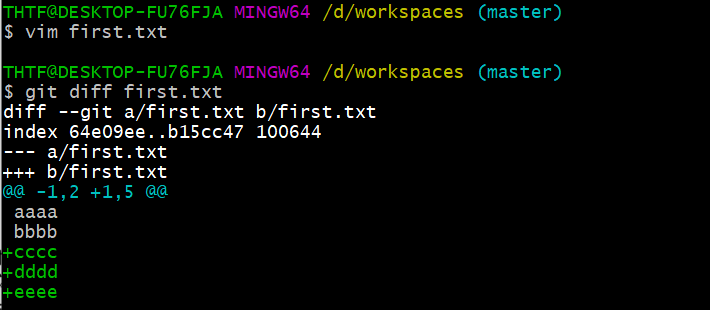 THTF@DESKTOP-FU76FJA MINGW64 /d/workspaces (master)
$ vim first.txt
THTF@DESKTOP-FU76FJA MINGW64 /d/workspaces (master)
$ git diff first.txt
diff --git a/first.txt b/first.txt
index 64e09ee..b15cc47 100644
--- a/first.txt
+++ b/first.txt
@@ -1,2 +1,5 @@
 aaaa
 bbbb
+cccc
+dddd
+eeee